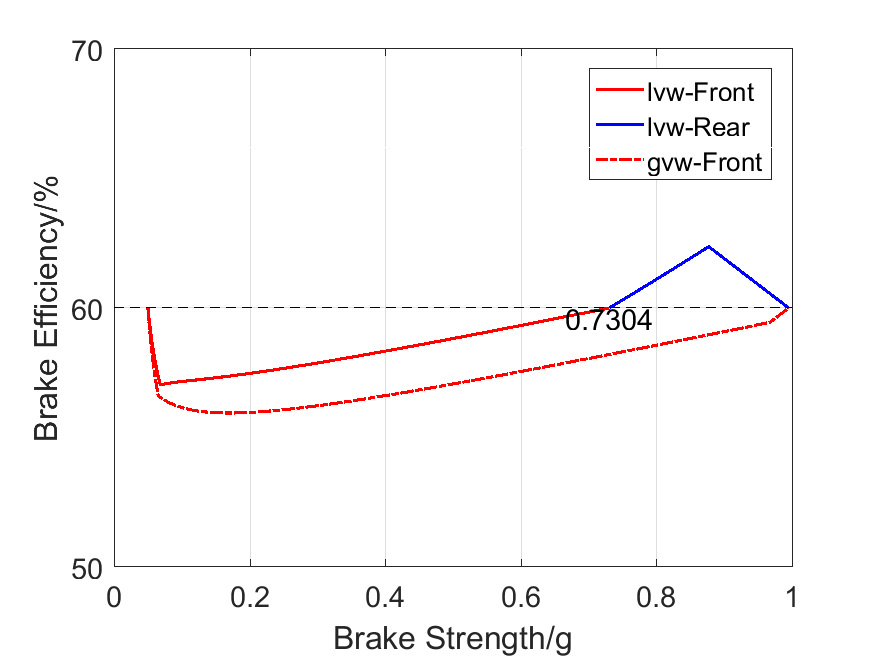 70
lvw-Front
lvw-Rear
gvw-Front
Brake Efficiency/%
60
0.7304
50
0
0.2
0.4
0.6
0.8
1
Brake Strength/g